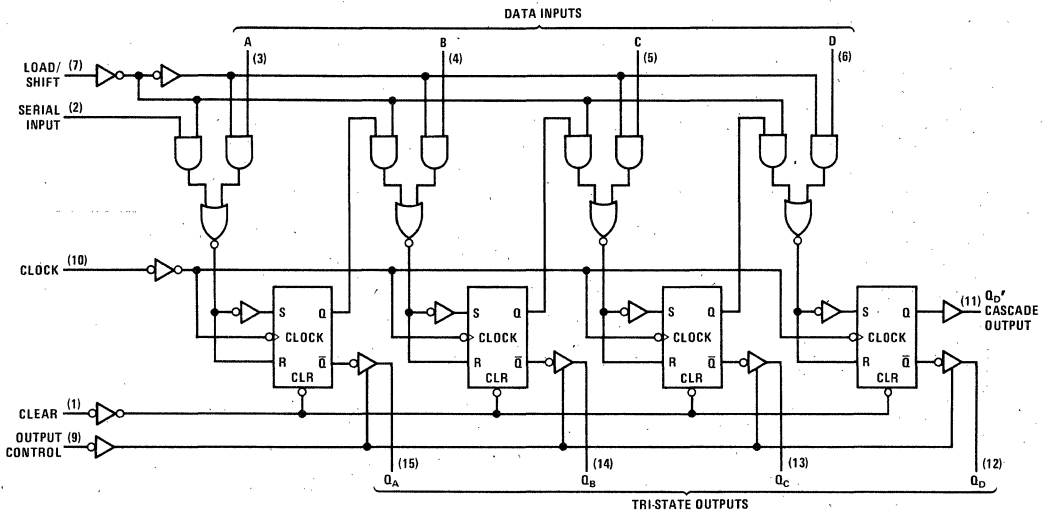 DATA INPUTS
A B C D
(3) (4) (5) (6)
LOAD/ (7)
SHIFT
SERIAL (2)
INPUT
CLOCK (10)
S Q S Q S Q S Q (11) QD' CASCADE OUTPUT
CLOCK CLOCK CLOCK CLOCK
R Q̅ R Q̅ R Q̅ R Q̅
CLR CLR CLR CLR
CLEAR (1)
OUTPUT (9)
CONTROL
(15) (14) (13) (12)
QA QB QC QD
TRI-STATE OUTPUTS